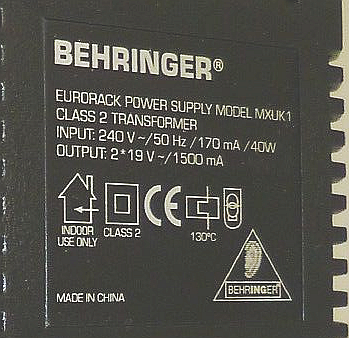 BEHRINGER®
EURORACK POWER SUPPLY MODEL MXUK1
CLASS 2 TRANSFORMER
INPUT: 240 V ~/50 Hz /170 mA /40W
OUTPUT: 2*19 V ~/1500 mA
INDOOR
USE ONLY
CLASS 2
CE
130°C
BEHRINGER
MADE IN CHINA